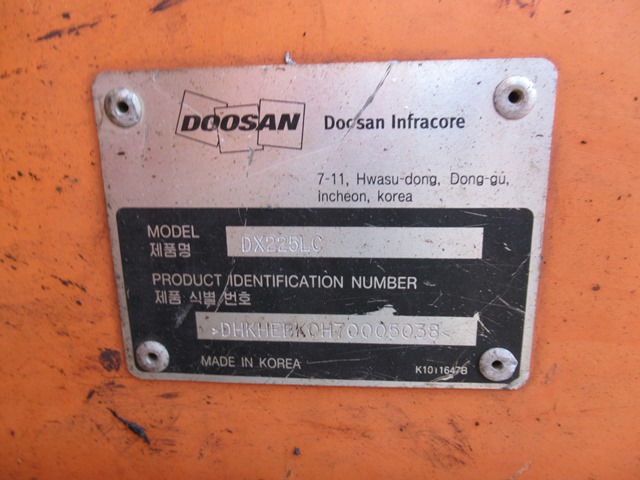 DOOSAN Doosan Infracore
7-11, Hwasu-dong, Dong-gu,
Incheon, korea
MODEL
제품명
DX225LC
PRODUCT IDENTIFICATION NUMBER
제품 식별 번호
>DHKHEBK0H70005038<
MADE IN KOREA
K1011647B